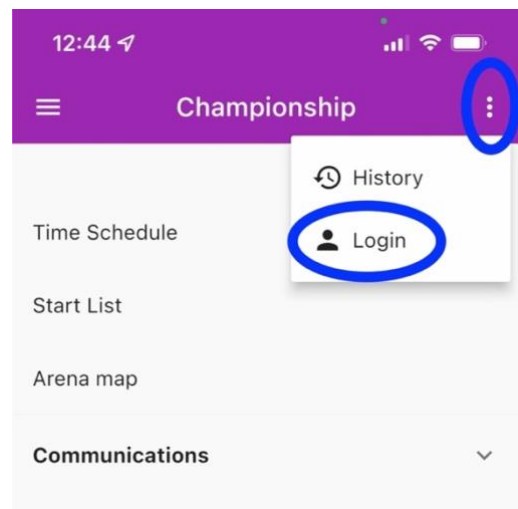 12:44
Championship
History
Time Schedule
Login
Start List
Arena map
Communications